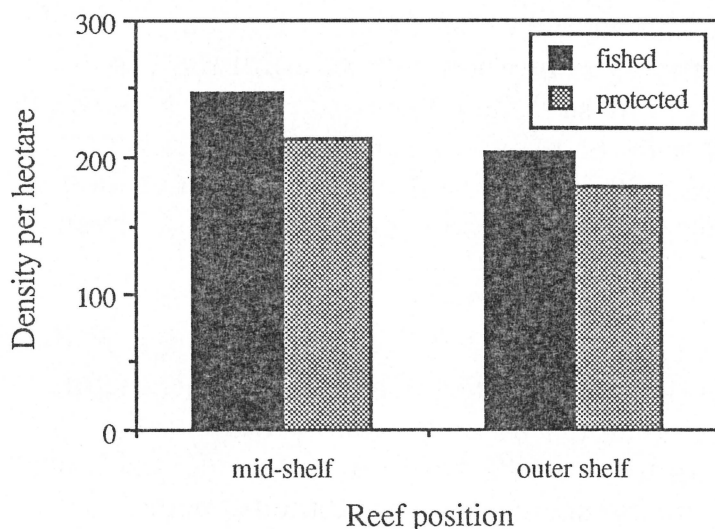 300
200
100
0
Density per hectare
fished
protected
mid-shelf
outer shelf
Reef position